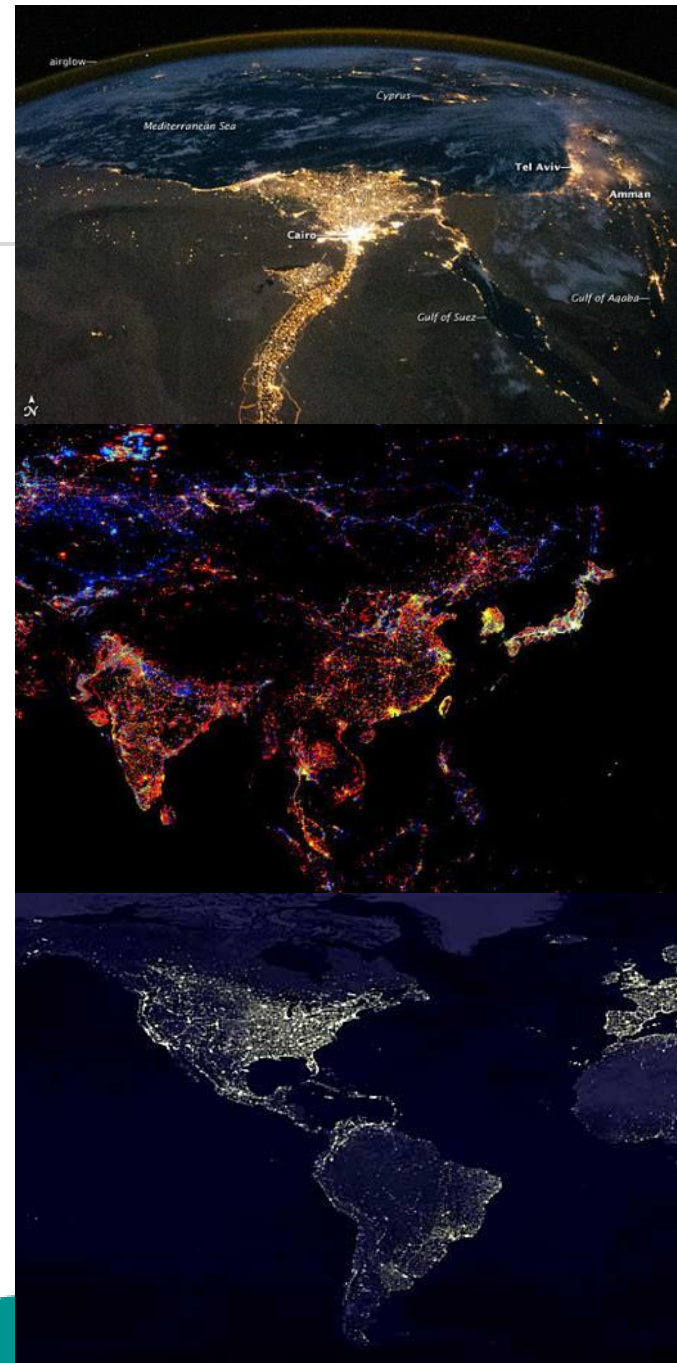 airglow
Cyprus
Mediterranean Sea
Tel Aviv
Amman
Cairo
Gulf of Aqaba
Gulf of Suez
N